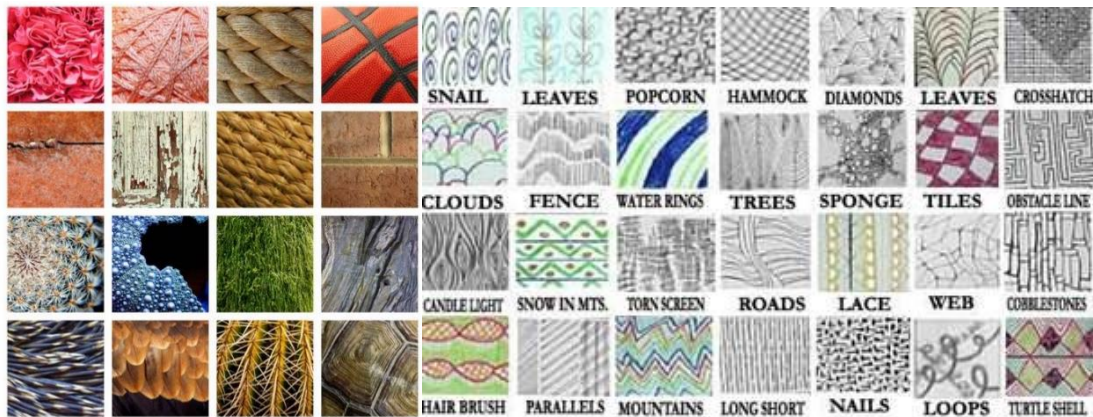 SNAIL LEAVES POPCORN HAMMOCK DIAMONDS LEAVES CROSSHATCH
CLOUDS FENCE WATER RINGS TREES SPONGE TILES OBSTACLE LINE
CANDLE LIGHT SNOW IN MTS. TORN SCREEN ROADS LACE WEB COBBLESTONES
HAIR BRUSH PARALLELS MOUNTAINS LONG SHORT NAILS LOOPS TURTLE SHELL